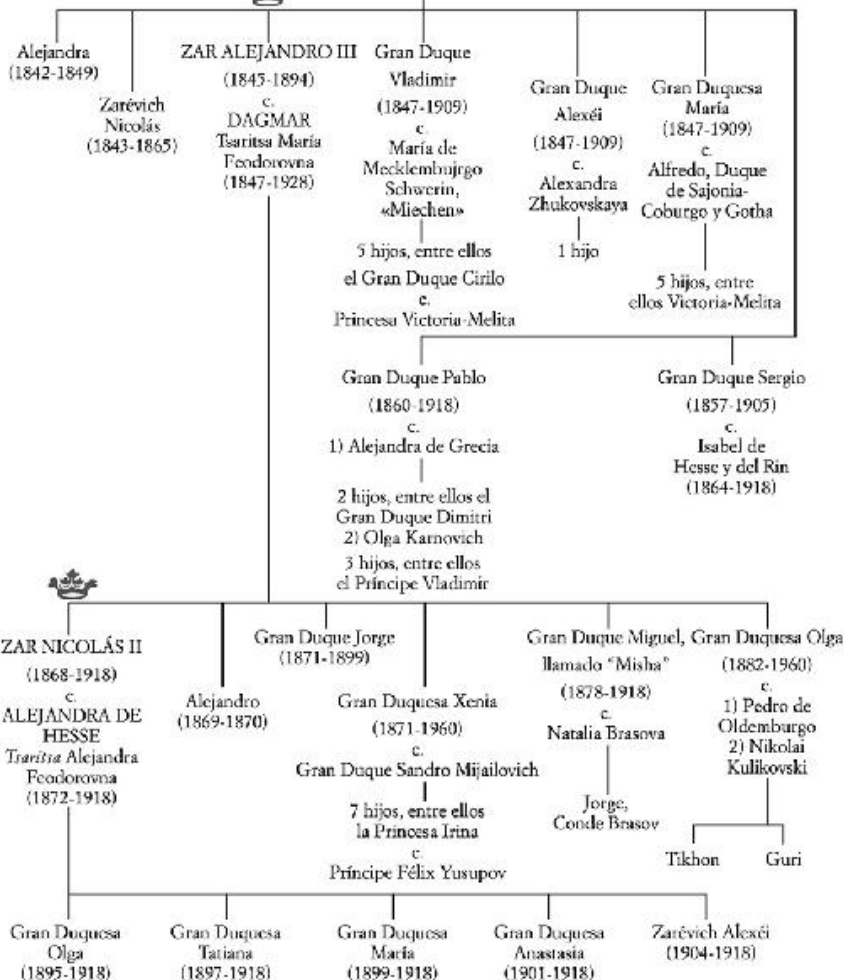 Alejandra
(1842-1849)
Zarévich
Nicolás
(1843-1865)
ZAR ALEJANDRO III
(1845-1894)
c.
DAGMAR
Tsaritsa María
Feodorovna
(1847-1928)
Gran Duque
Vladimir
(1847-1909)
c.
María de
Mecklembujrgo
Schwerin,
«Miechen»
5 hijos, entre ellos
el Gran Duque Cirilo
c.
Princesa Victoria-Melita
Gran Duque
Alexéi
(1847-1909)
c.
Alexandra
Zhukovskaya
1 hijo
Gran Duquesa
María
(1847-1909)
c.
Alfredo, Duque
de Sajonia-
Coburgo y Gotha
5 hijos, entre
ellos Victoria-Melita
Gran Duque Pablo
(1860-1918)
c.
1) Alejandra de Grecia
2 hijos, entre ellos el
Gran Duque Dimitri
2) Olga Karnovich
3 hijos, entre ellos
el Príncipe Vladimir
Gran Duque Sergio
(1857-1905)
c.
Isabel de
Hesse y del Rin
(1864-1918)
ZAR NICOLÁS II
(1868-1918)
c.
ALEJANDRA DE
HESSE
Tsaritsa Alejandra
Feodorovna
(1872-1918)
Alejandro
(1869-1870)
Gran Duque Jorge
(1871-1899)
Gran Duquesa Xenia
(1871-1960)
c.
Gran Duque Sandro Mijailovich
7 hijos, entre ellos
la Princesa Irina
c.
Príncipe Félix Yusupov
Gran Duque Miguel,
llamado "Misha"
(1878-1918)
c.
Natalia Brasova
Jorge,
Conde Brasov
Gran Duquesa Olga
(1882-1960)
c.
1) Pedro de
Oldemburgo
2) Nikolai
Kulikovski
Tikhon
Guri
Gran Duquesa
Olga
(1895-1918)
Gran Duquesa
Tatiana
(1897-1918)
Gran Duquesa
María
(1899-1918)
Gran Duquesa
Anastasia
(1901-1918)
Zarévich Alexéi
(1904-1918)